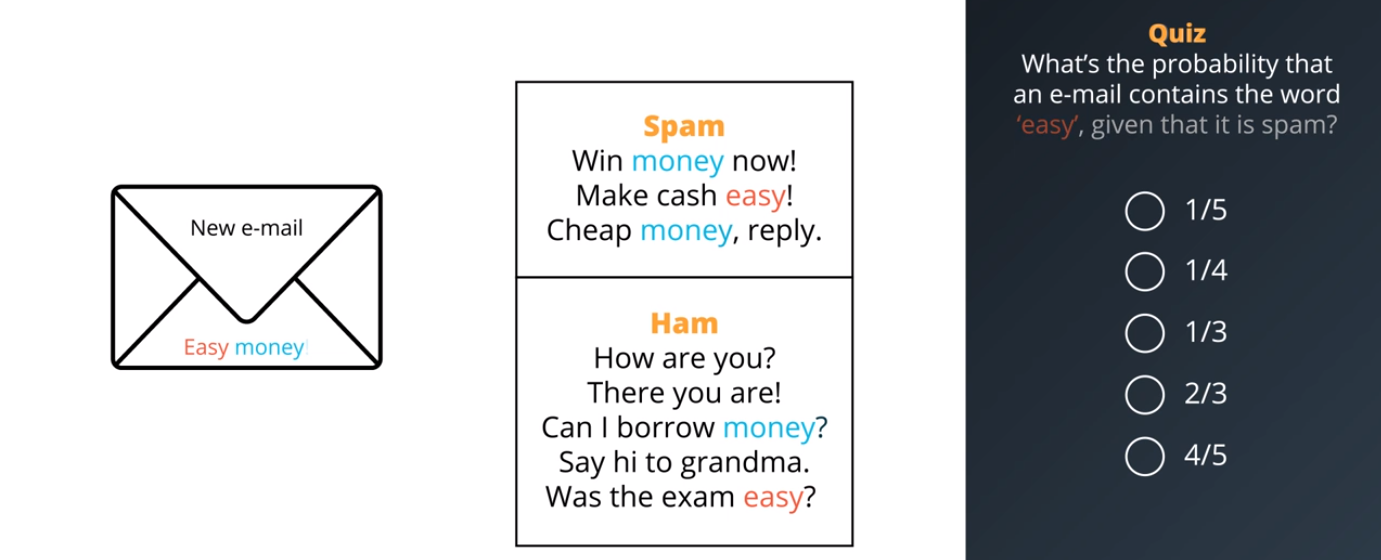 New e-mail
Easy money
Spam
Win money now!
Make cash easy!
Cheap money, reply.
Ham
How are you?
There you are!
Can I borrow money?
Say hi to grandma.
Was the exam easy?
Quiz
What's the probability that
an e-mail contains the word
‘easy’, given that it is spam?
1/5
1/4
1/3
2/3
4/5